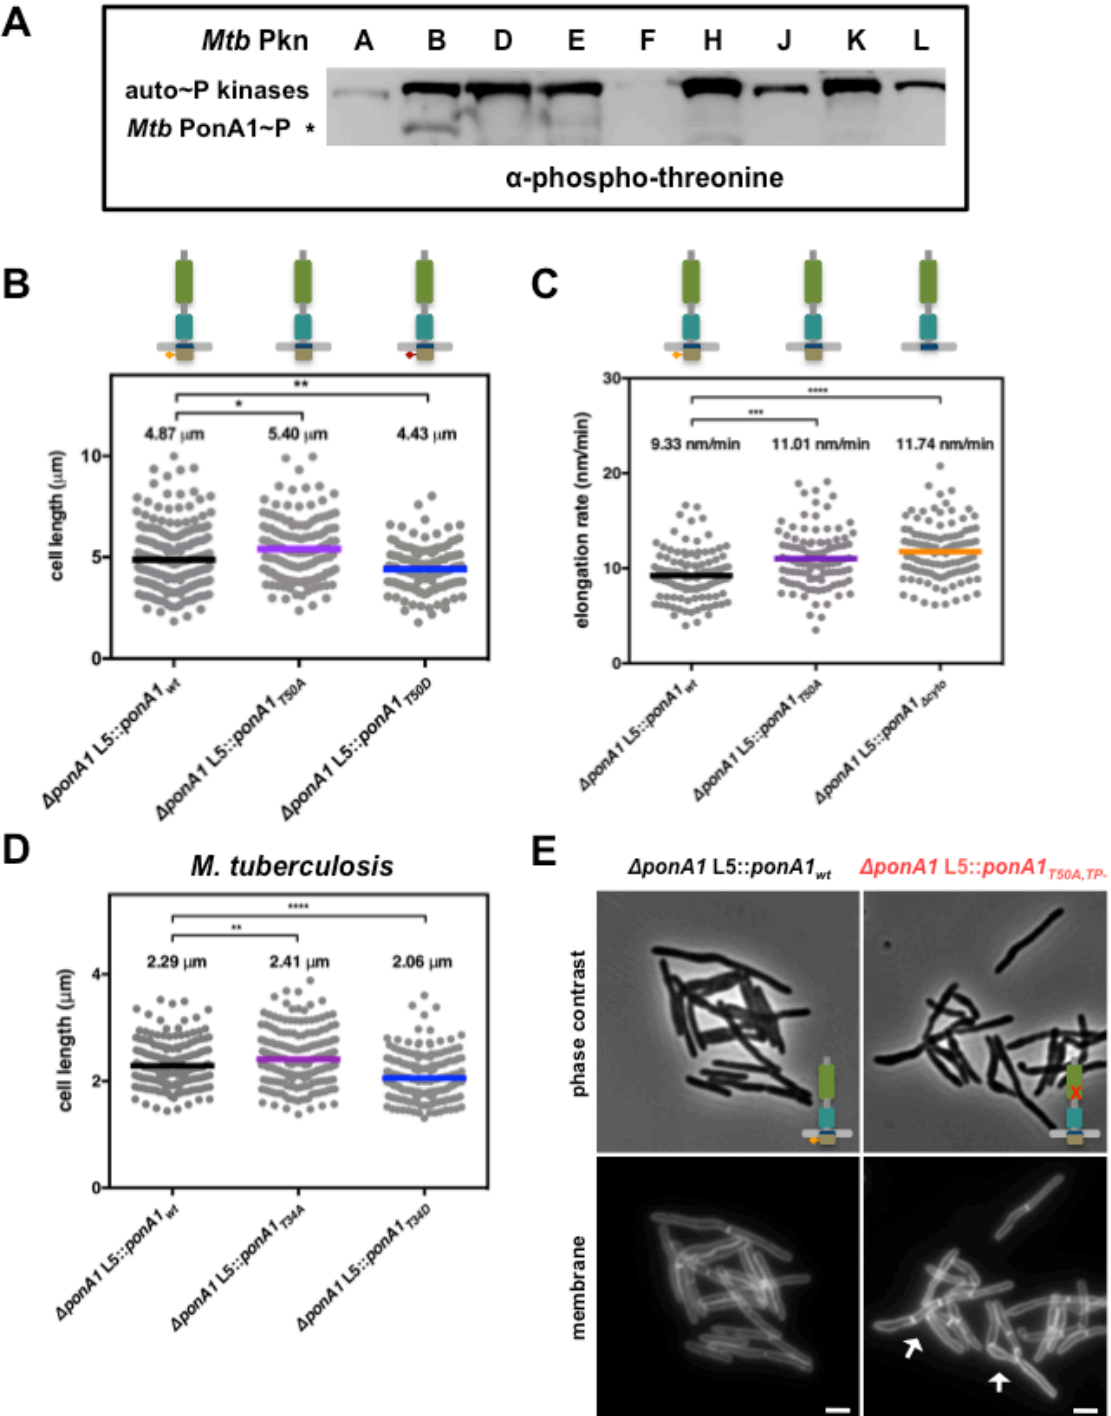 A
Mtb Pkn A B D E F H J K L
auto~P kinases
Mtb PonA1~P *
α-phospho-threonine
B
**
*
4.87 μm 5.40 μm 4.43 μm
10
5
0
cell length (μm)
ΔponA1 L5::ponA1wt
ΔponA1 L5::ponA1T50A
ΔponA1 L5::ponA1T50D
C
30
****
***
9.33 nm/min 11.01 nm/min 11.74 nm/min
20
10
0
elongation rate (nm/min)
ΔponA1 L5::ponA1wt
ΔponA1 L5::ponA1T50A
ΔponA1 L5::ponA1Δcyto
D
M. tuberculosis
****
**
2.29 μm 2.41 μm 2.06 μm
4
2
0
cell length (μm)
ΔponA1 L5::ponA1wt
ΔponA1 L5::ponA1T34A
ΔponA1 L5::ponA1T34D
E
ΔponA1 L5::ponA1wt ΔponA1 L5::ponA1T50A,TP-
phase contrast
X
membrane